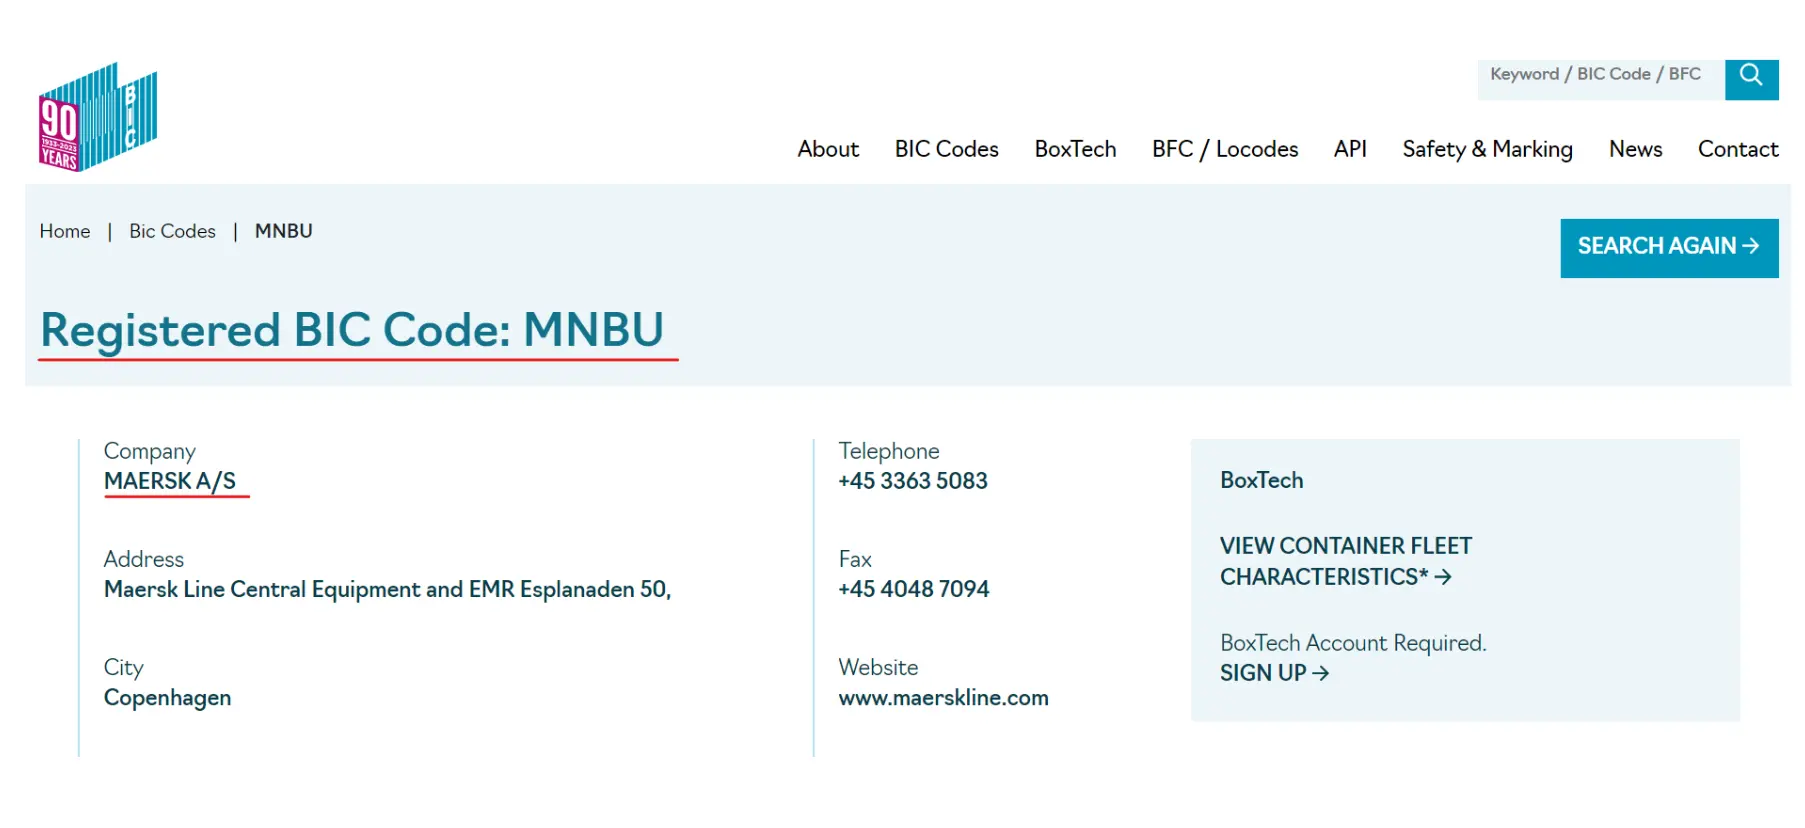 90
1933-2023
YEARS
BIC
Keyword / BIC Code / BFC
About BIC Codes BoxTech BFC / Locodes API Safety & Marking News Contact
Home | Bic Codes | MNBU
SEARCH AGAIN →
Registered BIC Code: MNBU
Company
MAERSK A/S
Address
Maersk Line Central Equipment and EMR Esplanaden 50,
City
Copenhagen
Telephone
+45 3363 5083
Fax
+45 4048 7094
Website
www.maerskline.com
BoxTech
VIEW CONTAINER FLEET
CHARACTERISTICS* →
BoxTech Account Required.
SIGN UP →